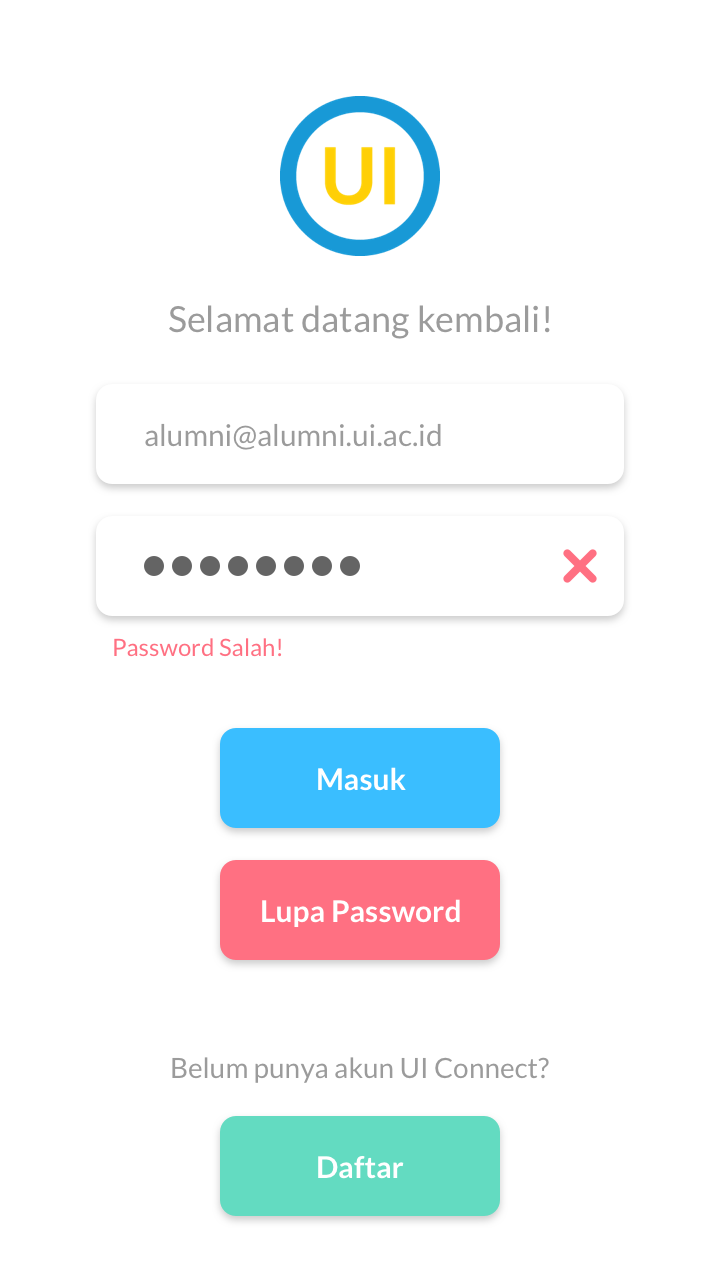 UI
Selamat datang kembali!
alumni@alumni.ui.ac.id
Password Salah!
Masuk
Lupa Password
Belum punya akun UI Connect?
Daftar